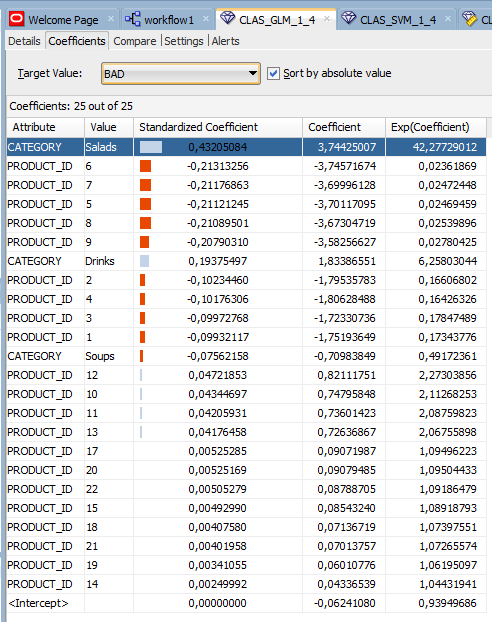 Welcome Page workflow1 CLAS_GLM_1_4 CLAS_SVM_1_4 CLAS
Details Coefficients Compare Settings Alerts
Target Value: BAD Sort by absolute value
Coefficients: 25 out of 25
Attribute Value Standardized Coefficient Coefficient Exp(Coefficient)
CATEGORY Salads 0,43205084 3,74425007 42,27729012
PRODUCT_ID 6 -0,21313256 -3,74571674 0,02361869
PRODUCT_ID 7 -0,21176863 -3,69996128 0,02472448
PRODUCT_ID 5 -0,21121245 -3,70117095 0,02469459
PRODUCT_ID 8 -0,21089501 -3,67304719 0,02539896
PRODUCT_ID 9 -0,20790310 -3,58256627 0,02780425
CATEGORY Drinks 0,19375497 1,83386551 6,25803044
PRODUCT_ID 2 -0,10234460 -1,79535783 0,16606802
PRODUCT_ID 4 -0,10176306 -1,80628488 0,16426326
PRODUCT_ID 3 -0,09972768 -1,72330736 0,17847489
PRODUCT_ID 1 -0,09932117 -1,75193649 0,17343776
CATEGORY Soups -0,07562158 -0,70983849 0,49172361
PRODUCT_ID 12 0,04721853 0,82111751 2,27303856
PRODUCT_ID 10 0,04344697 0,74795848 2,11268253
PRODUCT_ID 11 0,04205931 0,73601423 2,08759823
PRODUCT_ID 13 0,04176458 0,72636867 2,06755898
PRODUCT_ID 17 0,00525285 0,09071987 1,09496223
PRODUCT_ID 20 0,00525169 0,09079485 1,09504433
PRODUCT_ID 22 0,00505279 0,08788705 1,09186479
PRODUCT_ID 15 0,00492990 0,08543240 1,08918793
PRODUCT_ID 18 0,00407580 0,07136719 1,07397551
PRODUCT_ID 21 0,00401958 0,07013757 1,07265574
PRODUCT_ID 19 0,00341055 0,06010776 1,06195097
PRODUCT_ID 14 0,00249992 0,04336539 1,04431941
<Intercept> 0,00000000 -0,06241080 0,93949686